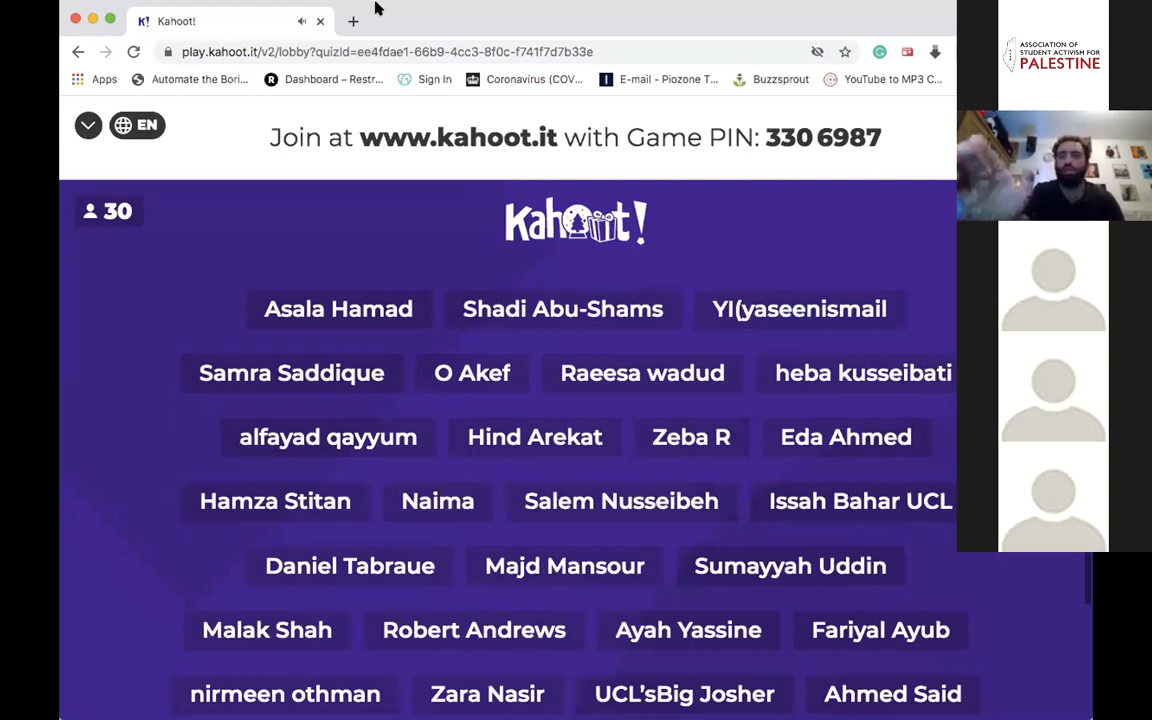 Kahoot!
play.kahoot.it/v2/lobby?quizId=ee4fdae1-66b9-4cc3-8f0c-f741f7d7b33e
Apps Automate the Bori... Dashboard – Restr... Sign In Coronavirus (COV... E-mail - Piozone T... Buzzsprout YouTube to MP3 C...
ASSOCIATION OF
STUDENT ACTIVISM FOR
PALESTINE
EN Join at www.kahoot.it with Game PIN: 330 6987
30
Kahoot!
Asala Hamad Shadi Abu-Shams YI(yaseenismail
Samra Saddique O Akef Raeesa wadud heba kusseibati
alfayad qayyum Hind Arekat Zeba R Eda Ahmed
Hamza Stitan Naima Salem Nusseibeh Issah Bahar UCL
Daniel Tabraue Majd Mansour Sumayyah Uddin
Malak Shah Robert Andrews Ayah Yassine Fariyal Ayub
nirmeen othman Zara Nasir UCL'sBig Josher Ahmed Said